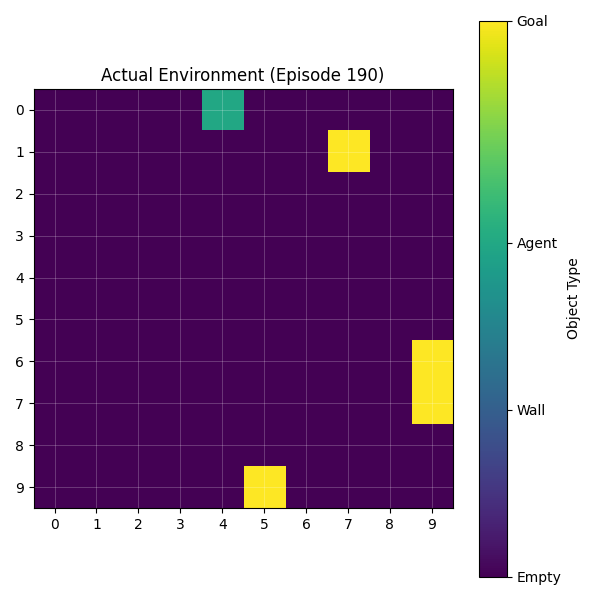 Actual Environment (Episode 190)
0
1
2
3
4
5
6
7
8
9
0 1 2 3 4 5 6 7 8 9
Goal
Agent
Wall
Empty
Object Type